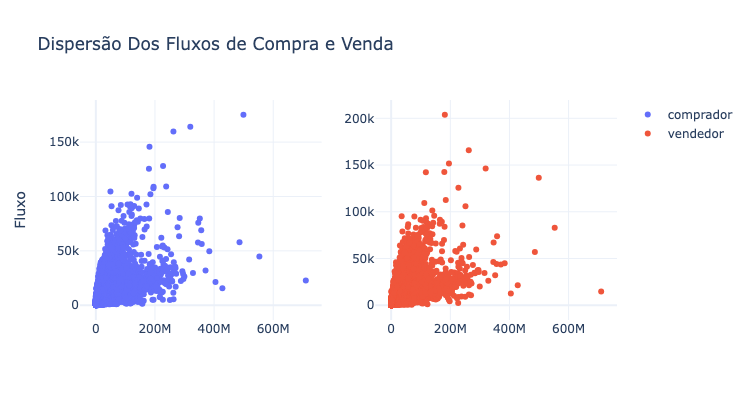 Dispersão Dos Fluxos de Compra e Venda
comprador
vendedor
Fluxo
150k
100k
50k
0
0
200M
400M
600M
200k
150k
100k
50k
0
0
200M
400M
600M